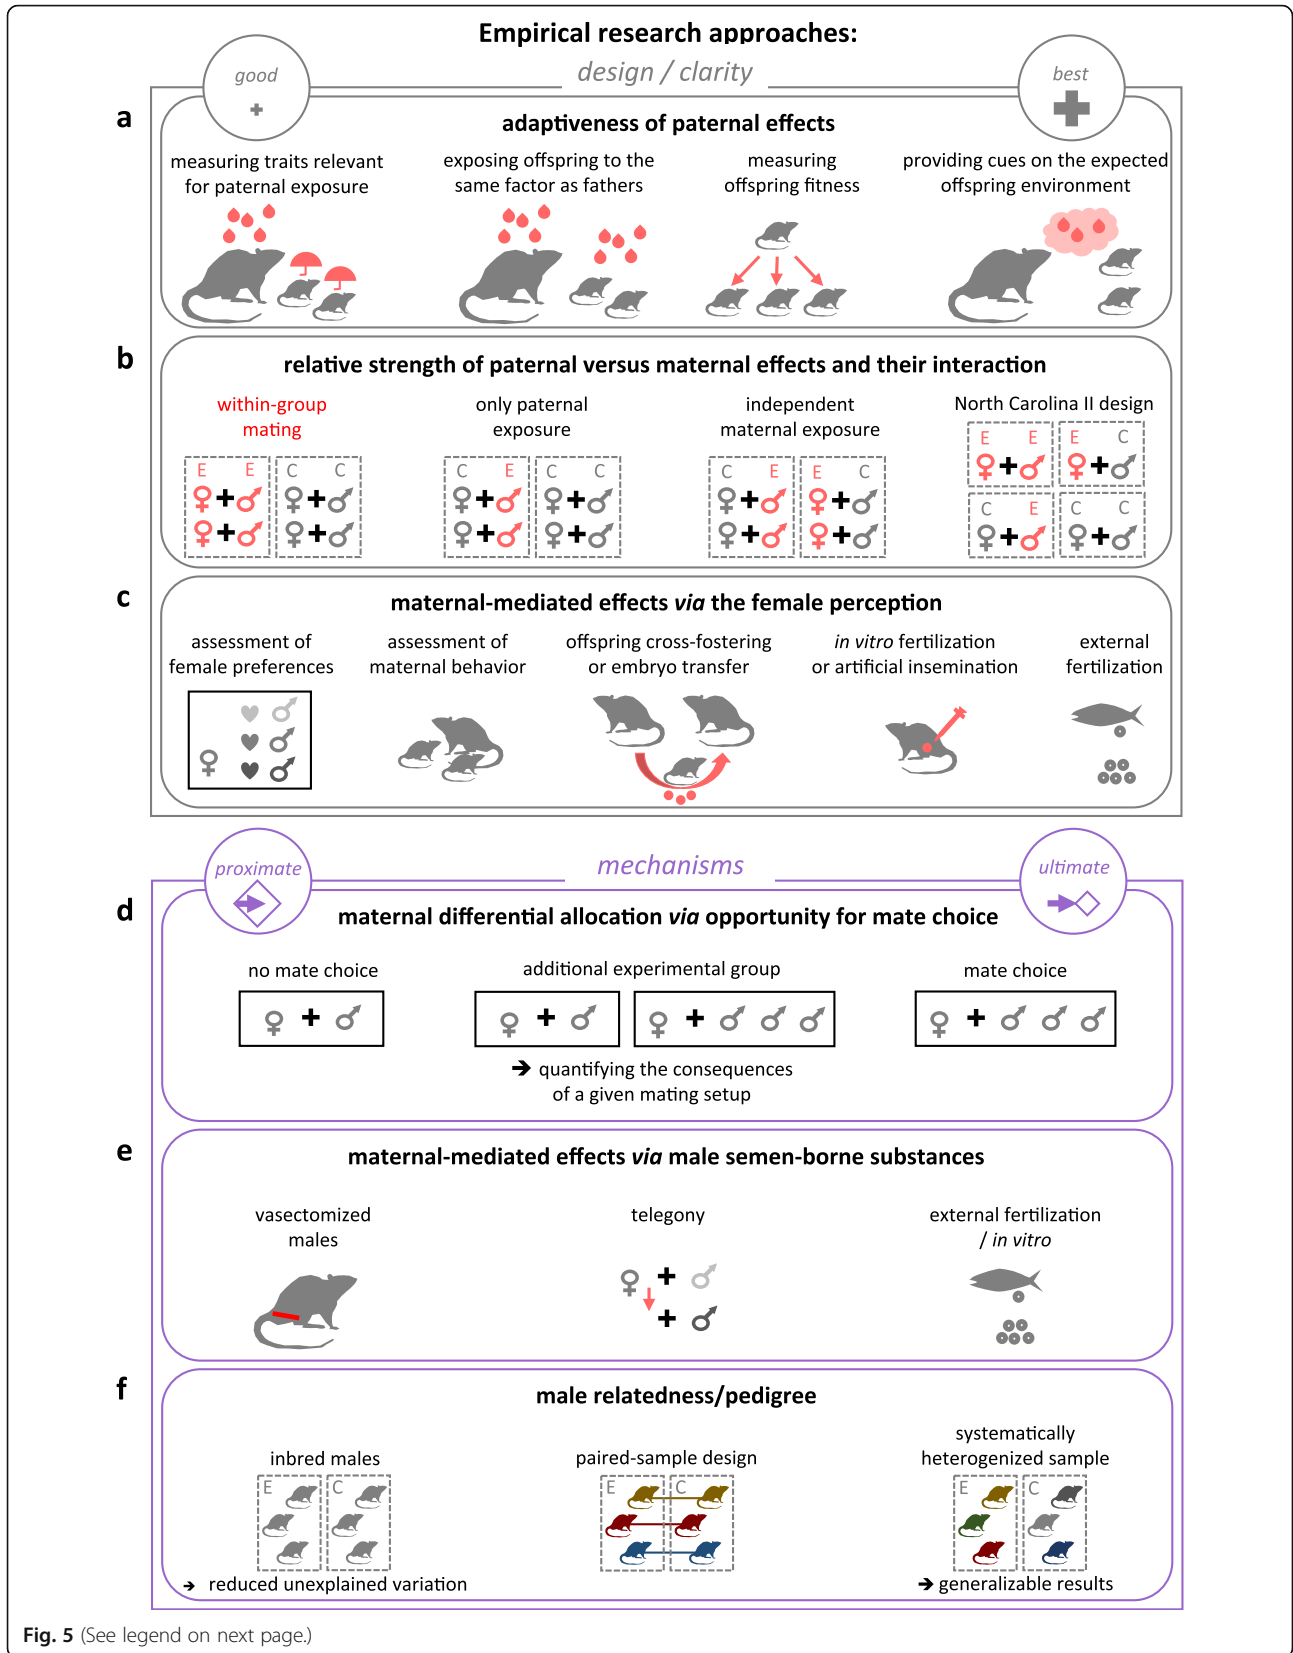 Empirical research approaches:
good
design / clarity
best
a
adaptiveness of paternal effects
measuring traits relevant
for paternal exposure
exposing offspring to the
same factor as fathers
measuring
offspring fitness
providing cues on the expected
offspring environment
b
relative strength of paternal versus maternal effects and their interaction
within-group
mating
E E C C
only paternal
exposure
C E C C
independent
maternal exposure
C E E C
North Carolina II design
E E E C
C E C C
c
maternal-mediated effects via the female perception
assessment of
female preferences
assessment of
maternal behavior
offspring cross-fostering
or embryo transfer
in vitro fertilization
or artificial insemination
external
fertilization
proximate
mechanisms
ultimate
d
maternal differential allocation via opportunity for mate choice
no mate choice
additional experimental group
mate choice
➔ quantifying the consequences
of a given mating setup
e
maternal-mediated effects via male semen-borne substances
vasectomized
males
telegony
external fertilization
/ in vitro
f
male relatedness/pedigree
inbred males
E C
➔ reduced unexplained variation
paired-sample design
E C
systematically
heterogenized sample
E C
➔ generalizable results
Fig. 5 (See legend on next page.)